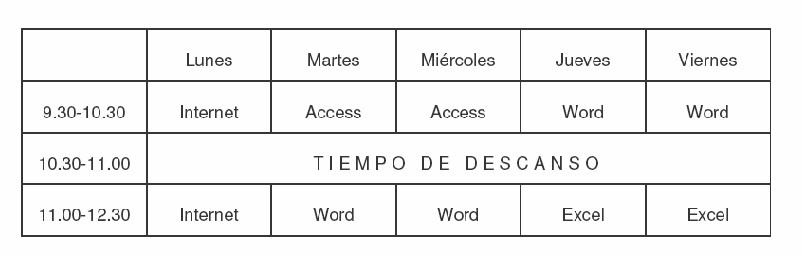 Lunes Martes Miércoles Jueves Viernes
9.30-10.30 Internet Access Access Word Word
10.30-11.00 TIEMPO DE DESCANSO
11.00-12.30 Internet Word Word Excel Excel